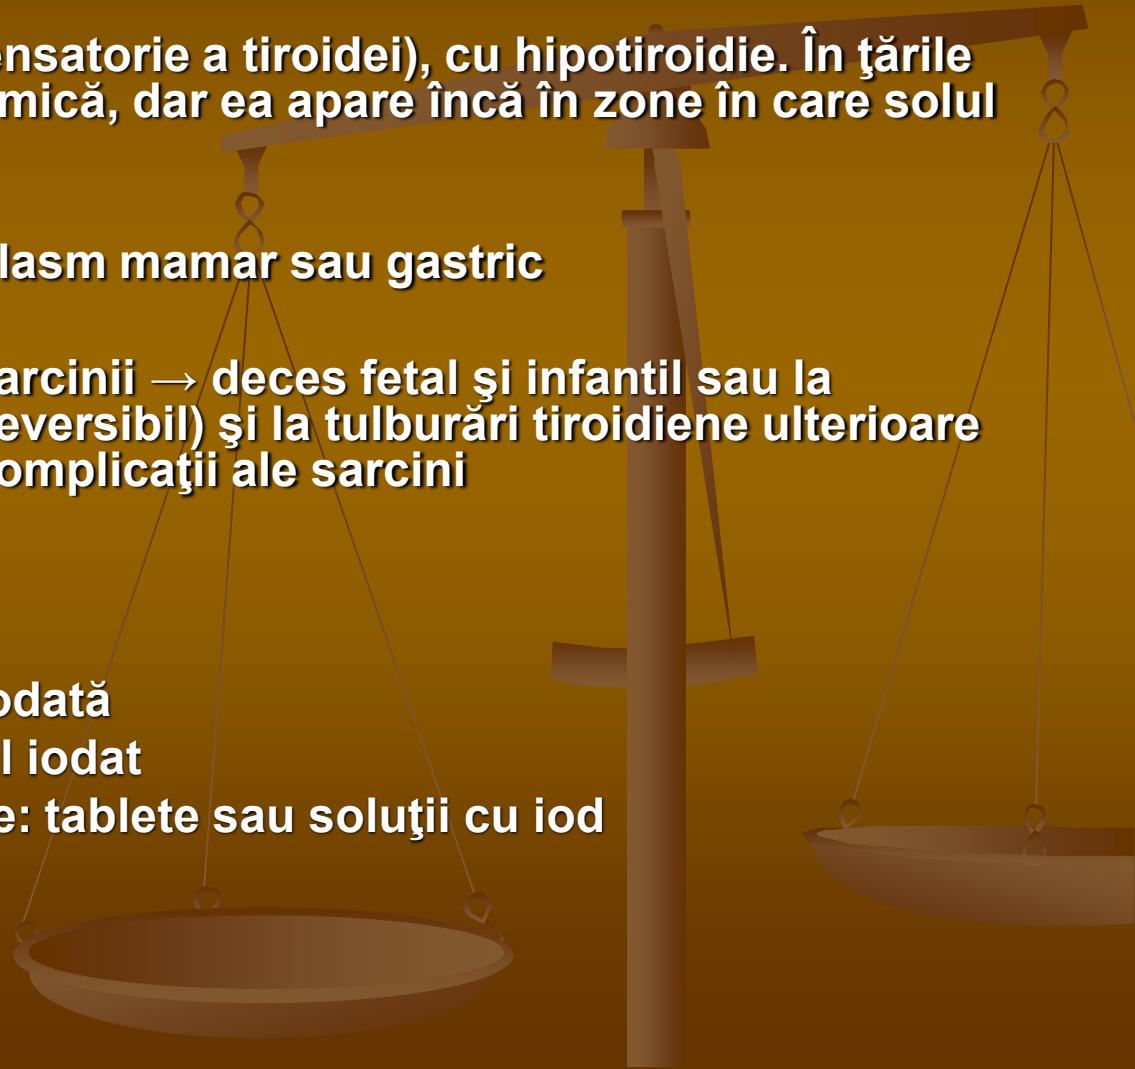 ensatorie a tiroidei), cu hipotiroidie. În ţările
mică, dar ea apare încă în zone în care solul
lasm mamar sau gastric
arcinii → deces fetal şi infantil sau la
eversibil) şi la tulburări tiroidiene ulterioare
omplicaţii ale sarcini
odată
l iodat
e: tablete sau soluţii cu iod